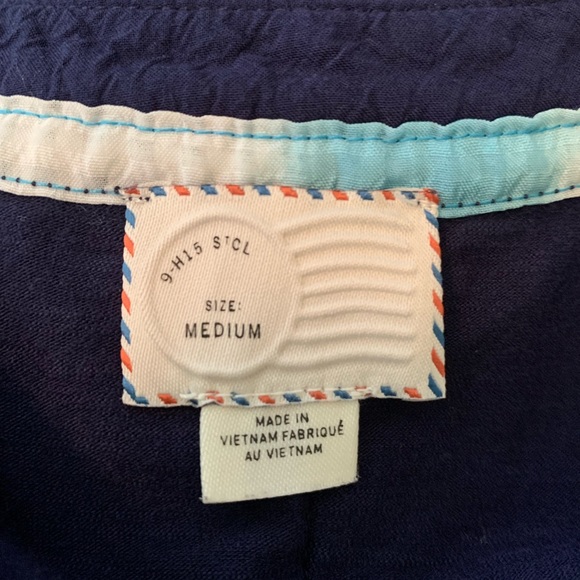 9-H15 STCL
SIZE:
MEDIUM
MADE IN
VIETNAM FABRIQUÉ
AU VIETNAM